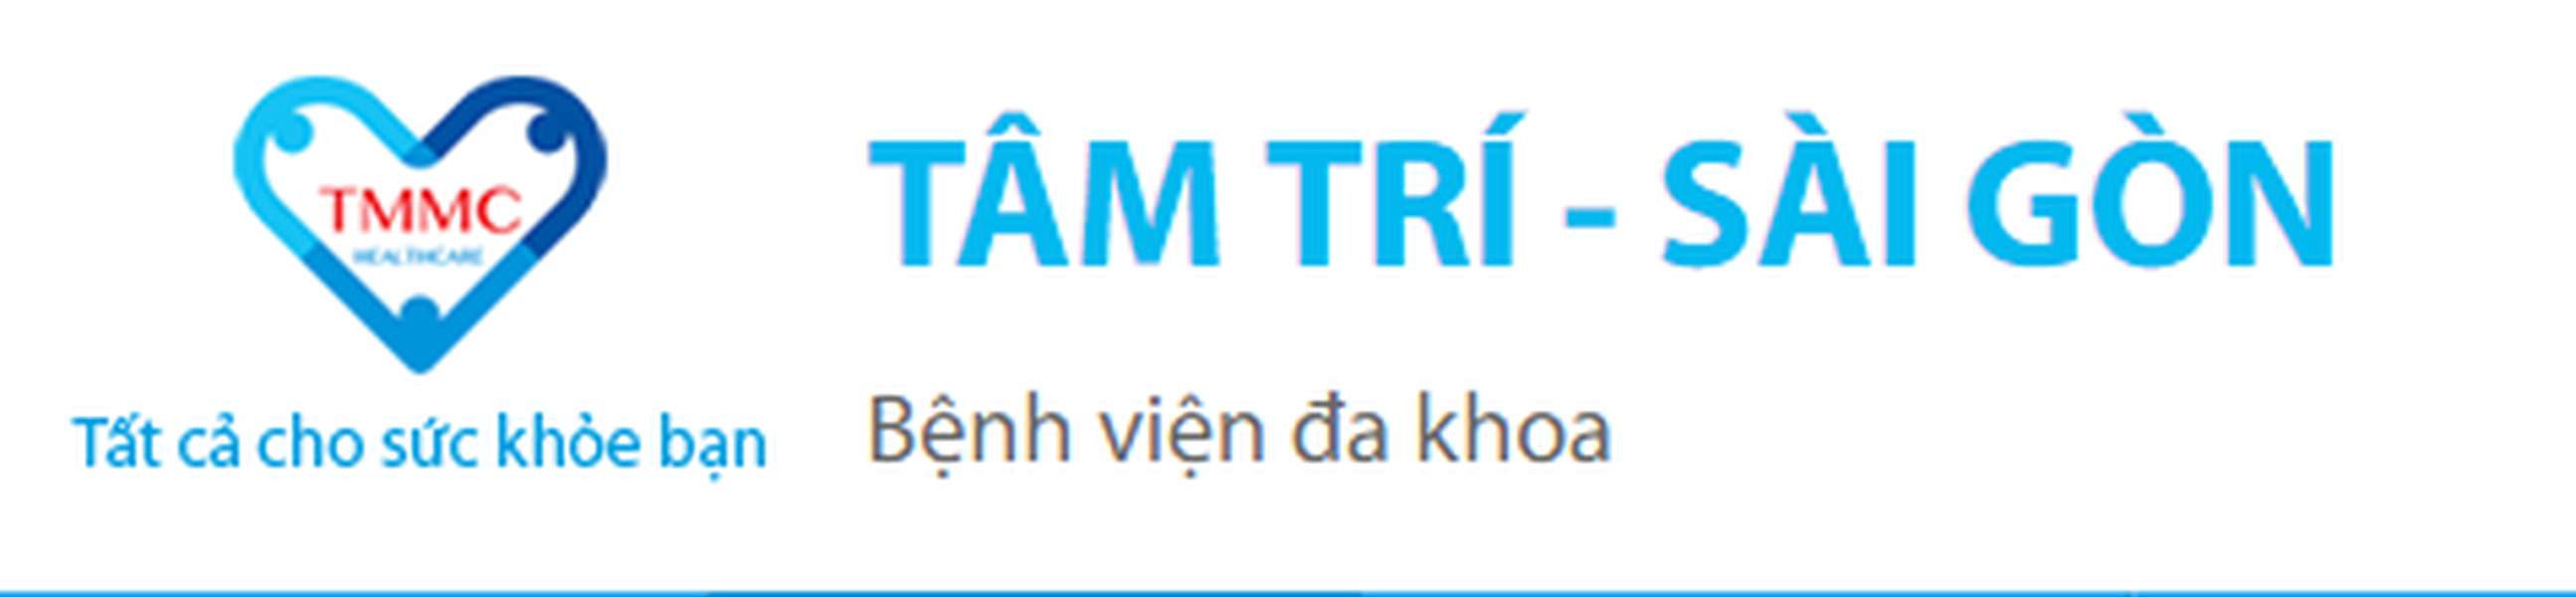 TMMC
HEALTHCARE
Tất cả cho sức khỏe bạn
TÂM TRÍ - SÀI GÒN
Bệnh viện đa khoa